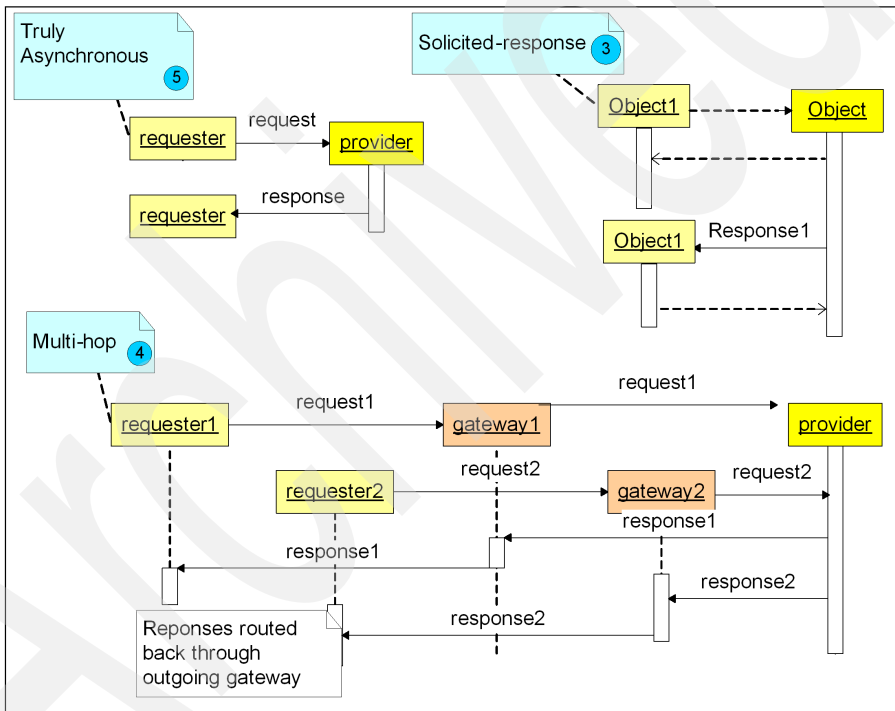 Truly
Asynchronous
5
Solicited-response
3
request
requester
provider
response
requester
Object1
Object
Response1
Object1
Multi-hop
4
requester1
request1
gateway1
request1
provider
requester2
request2
gateway2
request2
response1
response1
response2
response2
Reponses routed
back through
outgoing gateway
Archived